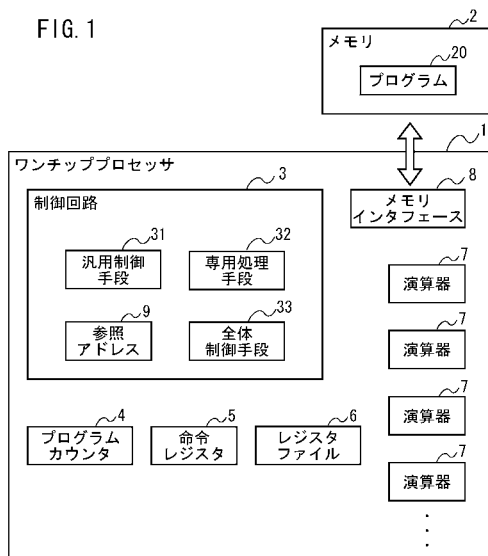 FIG. 1
2
メモリ
20
プログラム
1
ワンチッププロセッサ
3
8
制御回路
メモリ
インタフェース
31
汎用制御
手段
32
専用処理
手段
7
演算器
9
参照
アドレス
33
全体
制御手段
7
演算器
4
プログラム
カウンタ
5
命令
レジスタ
6
レジスタ
ファイル
7
演算器
7
演算器